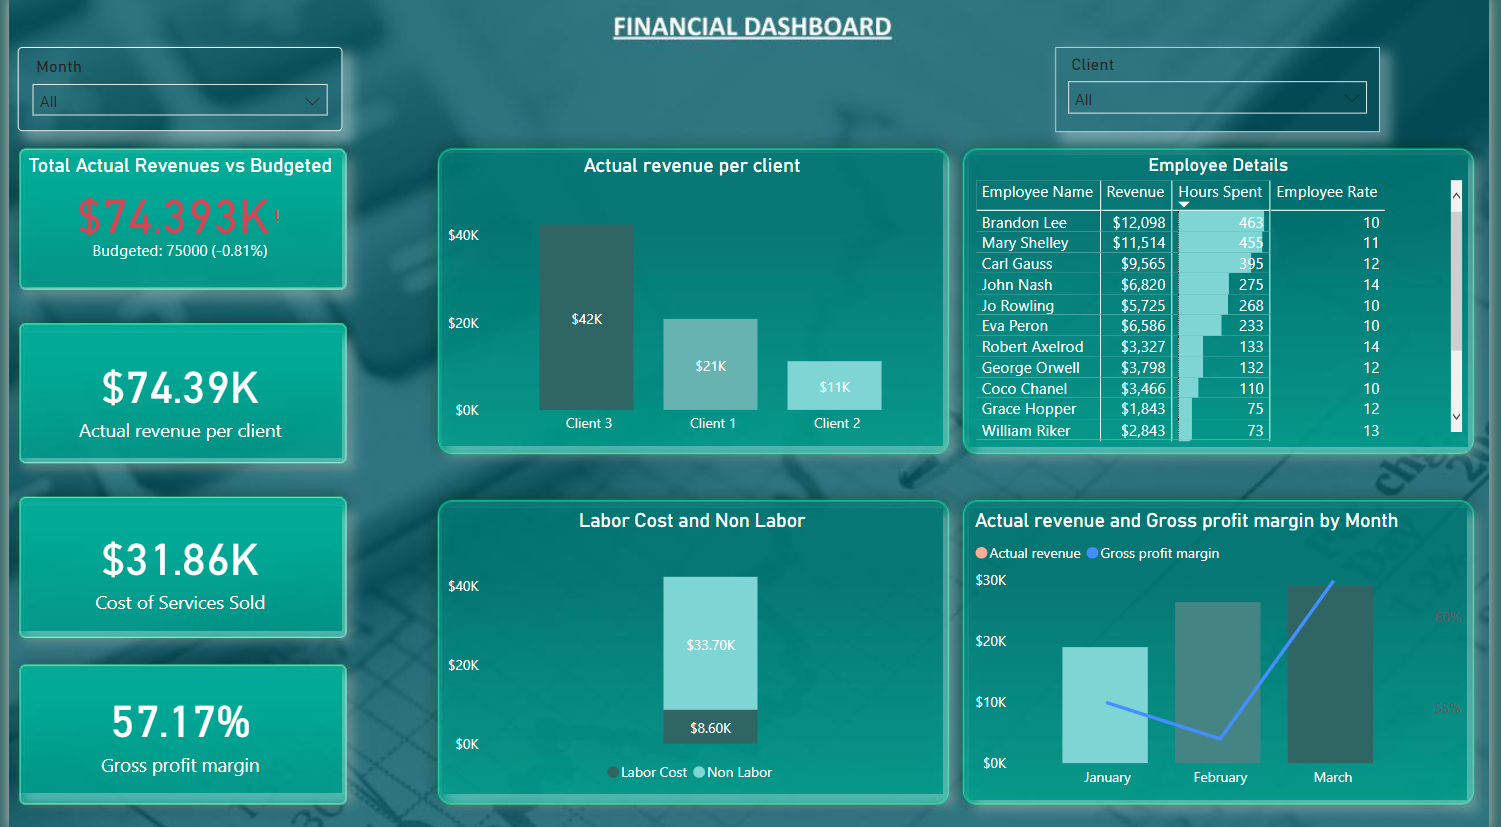 FINANCIAL DASHBOARD
Month
All
Client
All
Total Actual Revenues vs Budgeted
$74.393K!
Budgeted: 75000 (-0.81%)
$74.39K
Actual revenue per client
$31.86K
Cost of Services Sold
57.17%
Gross profit margin
Actual revenue per client
$40K
$20K
$0K
$42K
$21K
$11K
Client 3 Client 1 Client 2
Employee Details
Employee Name Revenue Hours Spent Employee Rate
Brandon Lee $12,098 463 10
Mary Shelley $11,514 455 11
Carl Gauss $9,565 395 12
John Nash $6,820 275 14
Jo Rowling $5,725 268 10
Eva Peron $6,586 233 10
Robert Axelrod $3,327 133 14
George Orwell $3,798 132 12
Coco Chanel $3,466 110 10
Grace Hopper $1,843 75 12
William Riker $2,843 73 13
Labor Cost and Non Labor
$40K
$20K
$0K
$33.70K
$8.60K
Labor Cost Non Labor
Actual revenue and Gross profit margin by Month
Actual revenue Gross profit margin
$30K
$20K
$10K
$0K
60%
55%
January February March